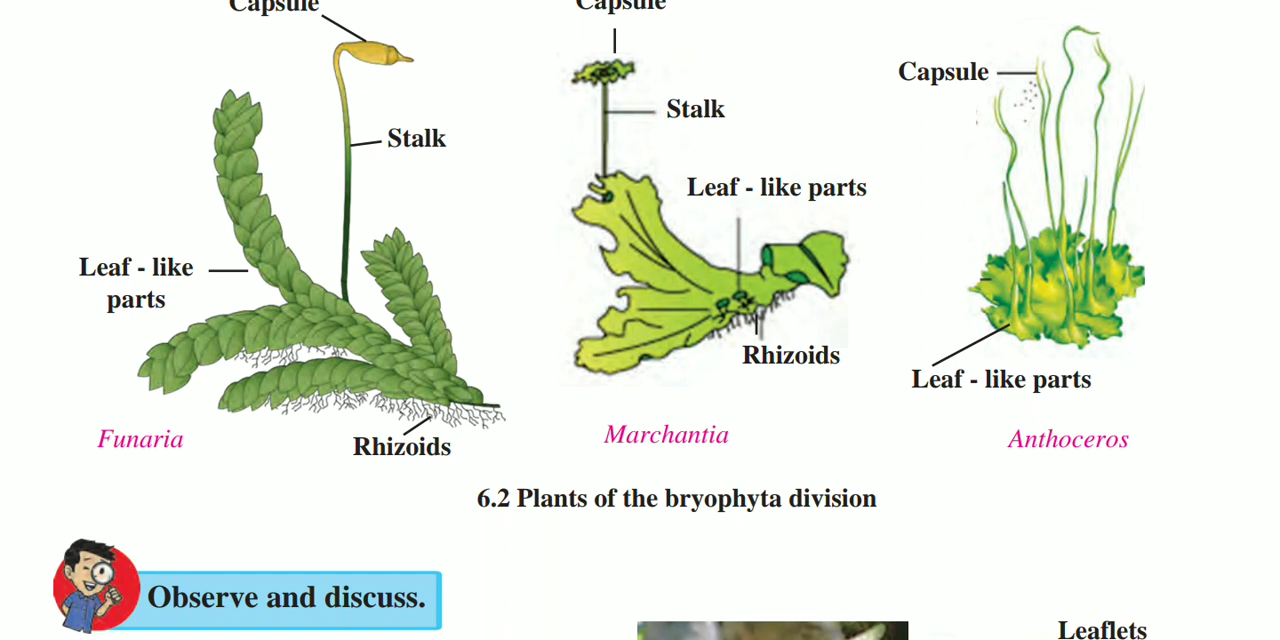 Capsule
Capsule
Capsule
Stalk
Stalk
Leaf - like parts
Leaf - like
parts
Rhizoids
Leaf - like parts
Funaria
Rhizoids
Marchantia
Anthoceros
6.2 Plants of the bryophyta division
Observe and discuss.
Leaflets